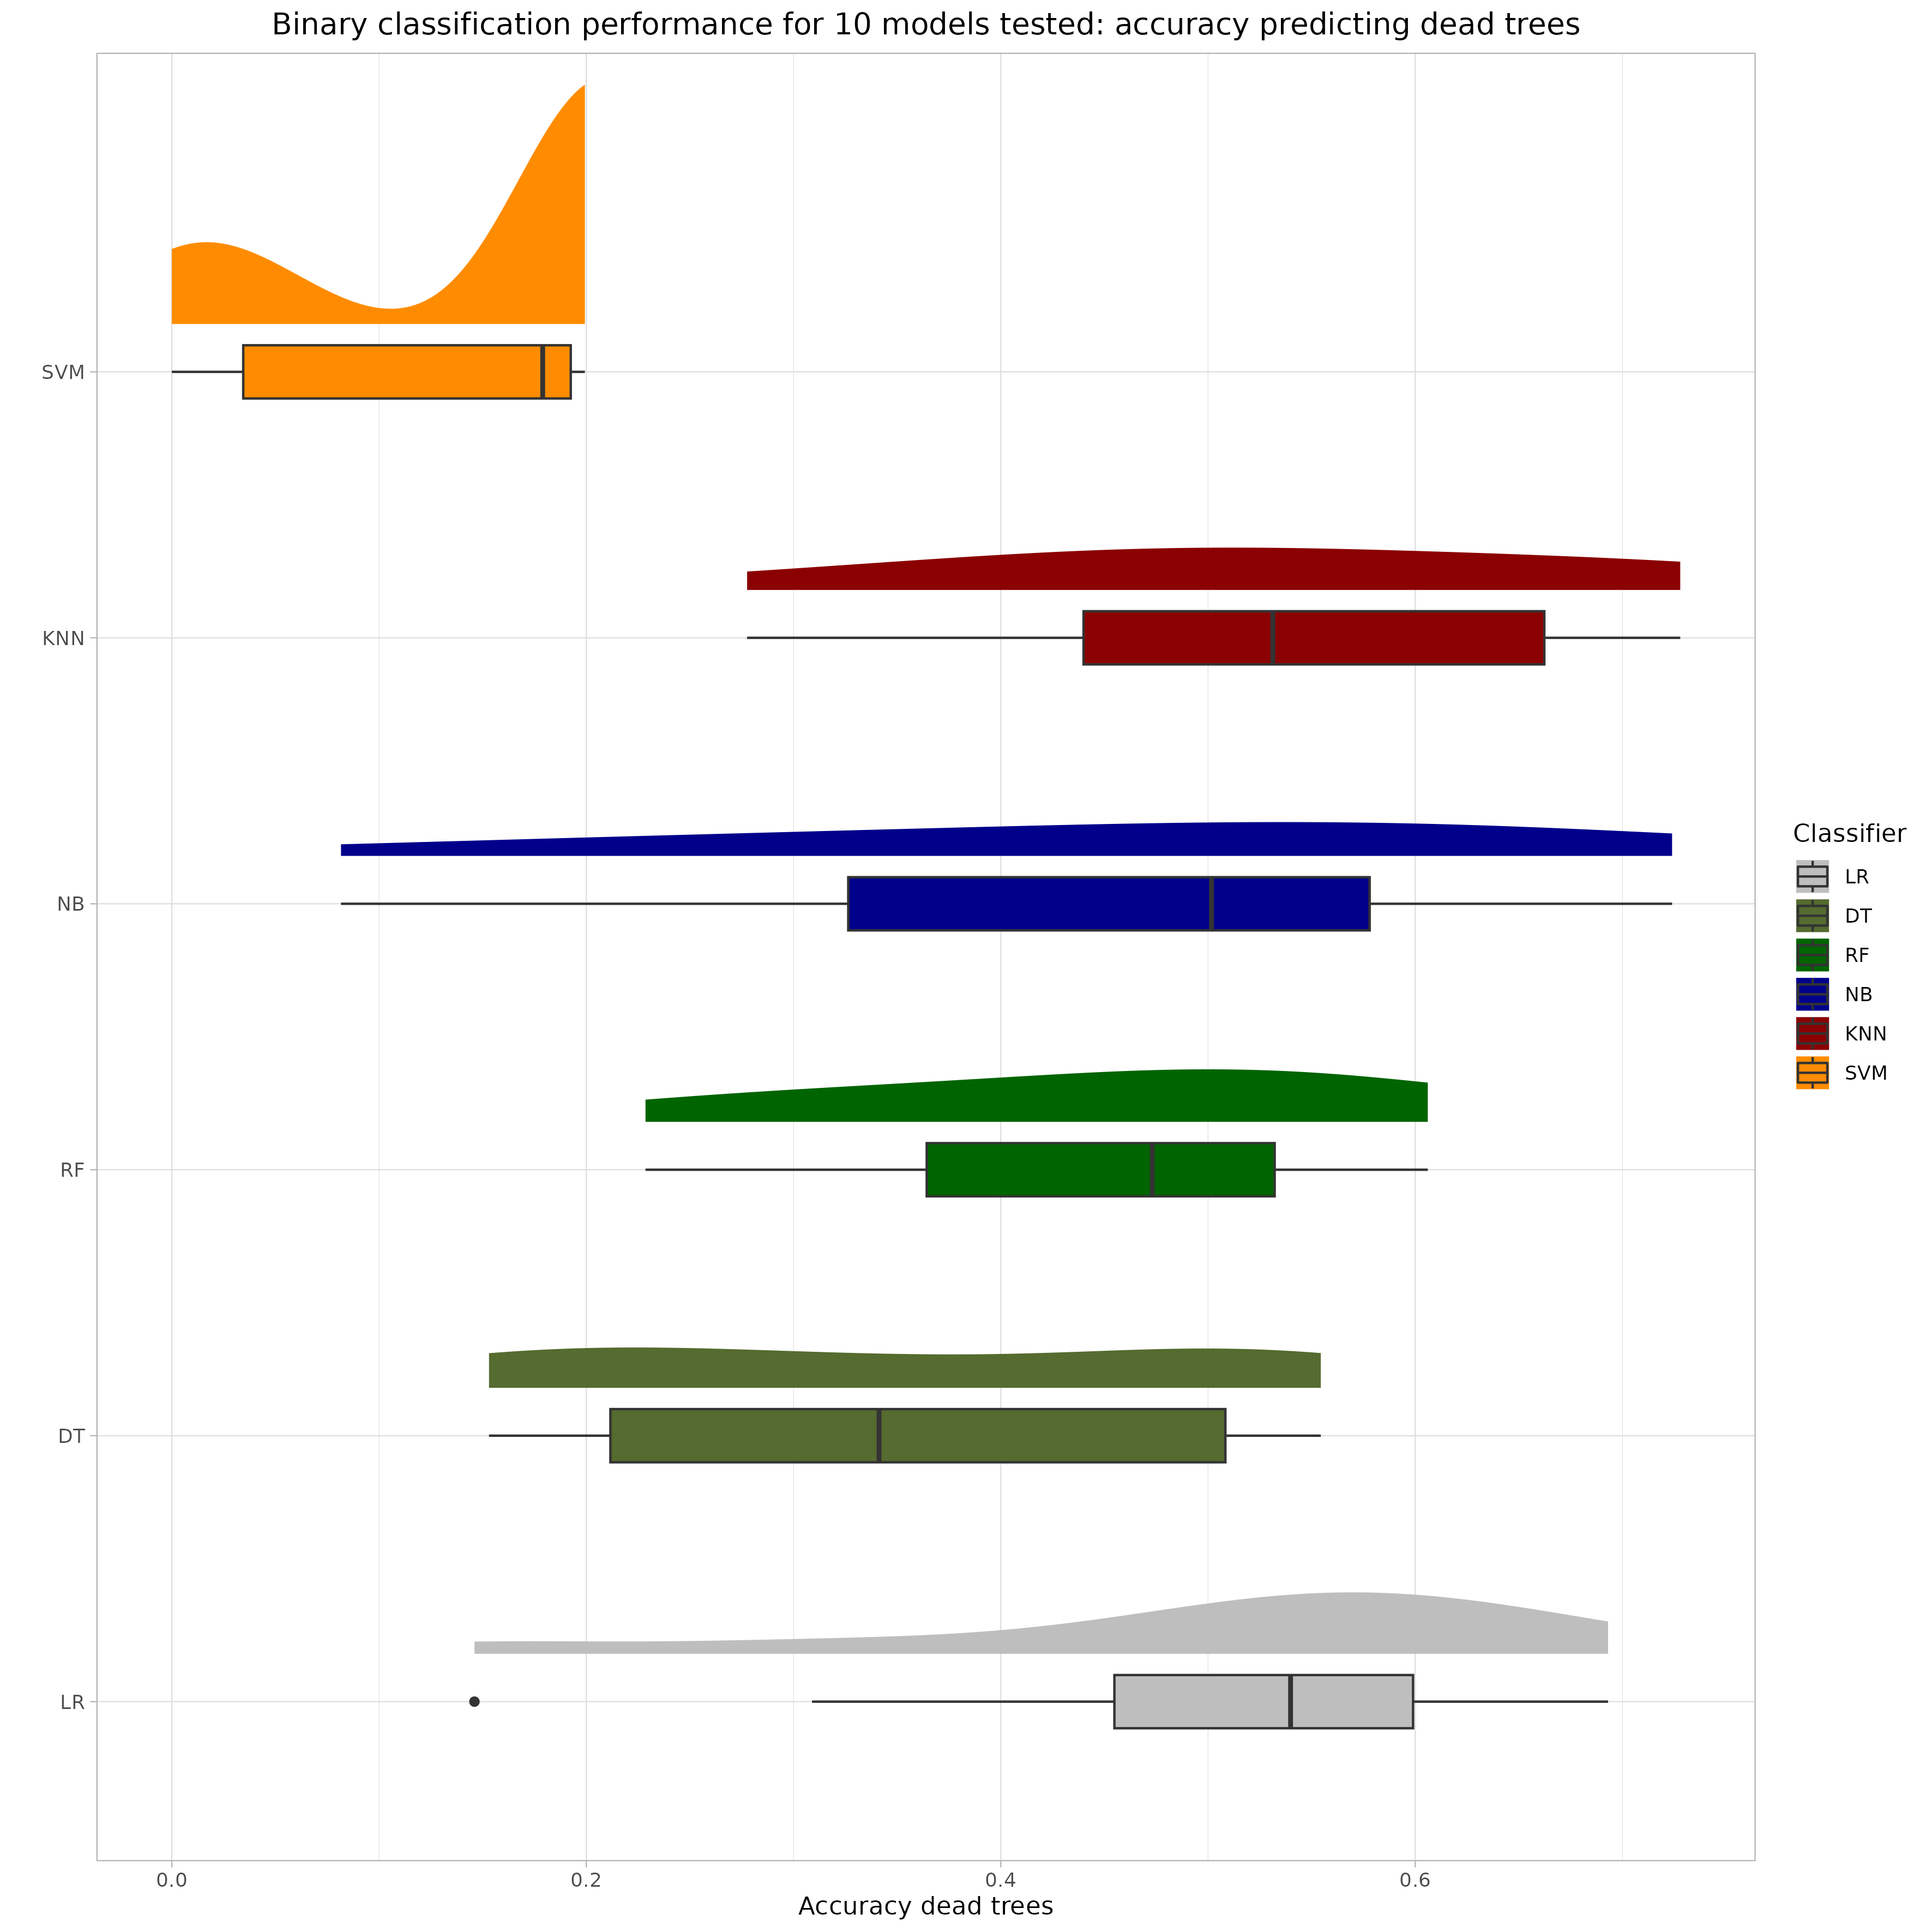 Binary classification performance for 10 models tested: accuracy predicting dead trees
SVM
KNN
NB
RF
DT
LR
0.0
0.2
0.4
0.6
Accuracy dead trees
Classifier
LR
DT
RF
NB
KNN
SVM